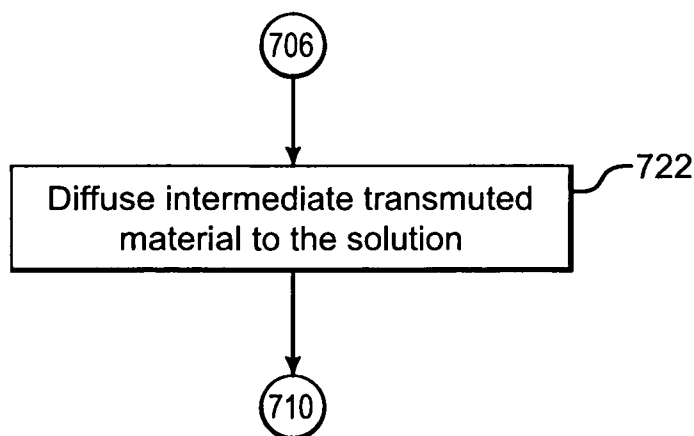 706
722
Diffuse intermediate transmuted
material to the solution
710